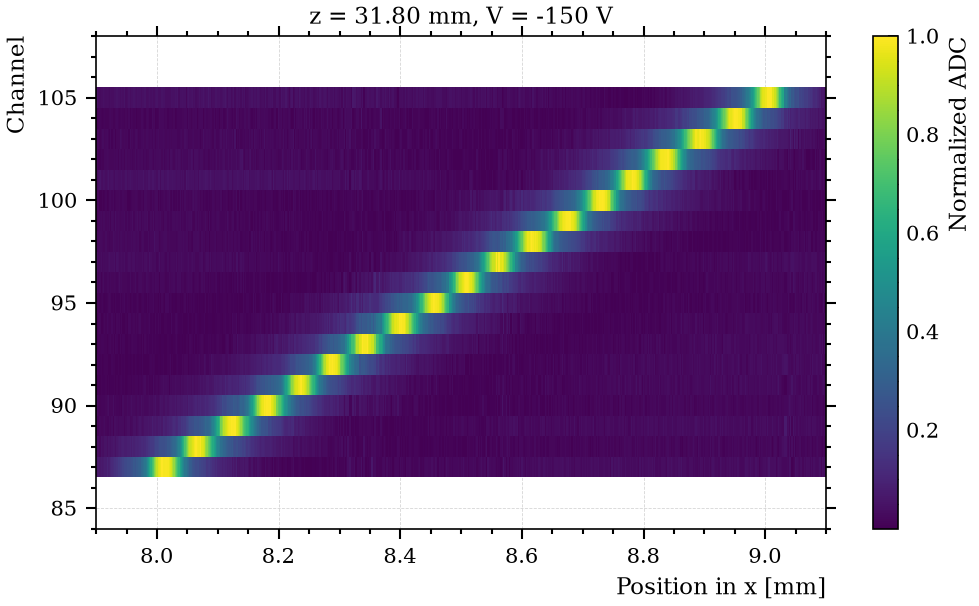 z = 31.80 mm, V = -150 V
Channel
105
100
95
90
85
8.0 8.2 8.4 8.6 8.8 9.0
Position in x [mm]
1.0
0.8
0.6
0.4
0.2
Normalized ADC